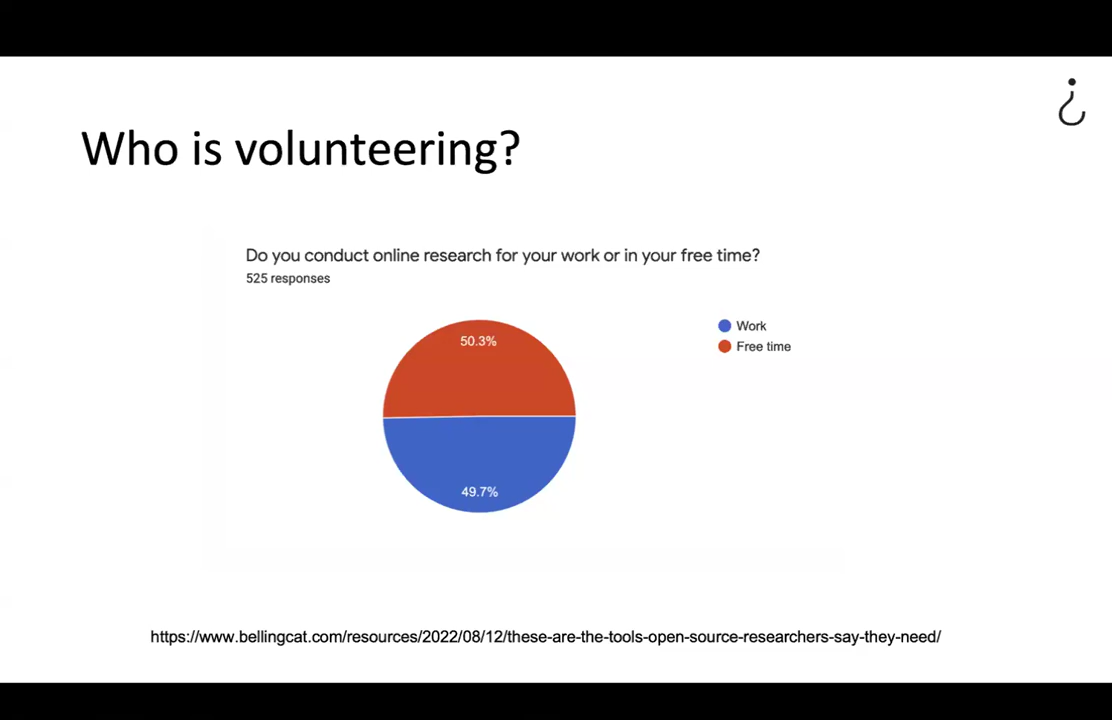 Who is volunteering?
Do you conduct online research for your work or in your free time?
525 responses
50.3%
49.7%
Work
Free time
https://www.bellingcat.com/resources/2022/08/12/these-are-the-tools-open-source-researchers-say-they-need/